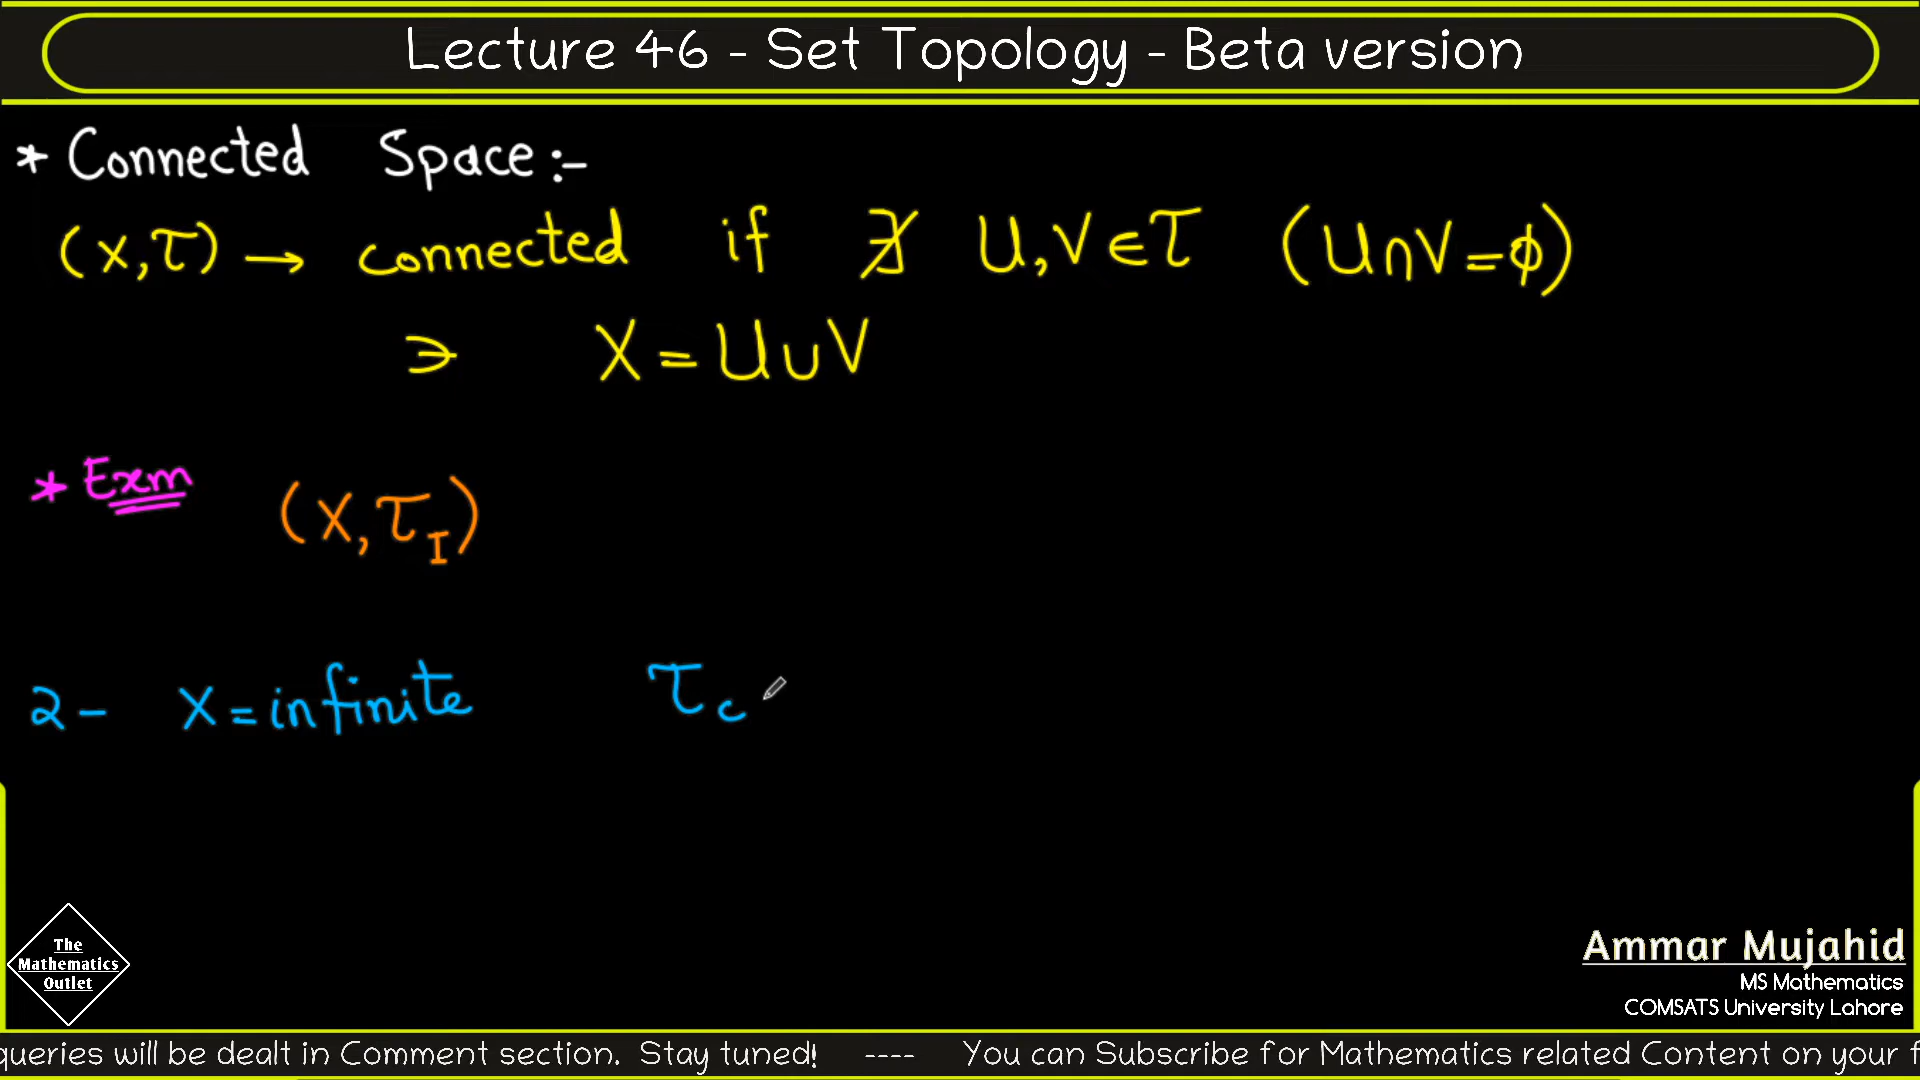 Lecture 46 - Set Topology - Beta version
* Connected Space :-
(X, τ) → connected if ∄ U, V ∈ τ (U ∩ V = ϕ)
∋ X = U ∪ V
* Exm (X, τ_I)
2 - X = infinite τ_c
The
Mathematics
Outlet
Ammar Mujahid
MS Mathematics
COMSATS University Lahore
queries will be dealt in Comment section. Stay tuned! ---- You can Subscribe for Mathematics related Content on your f